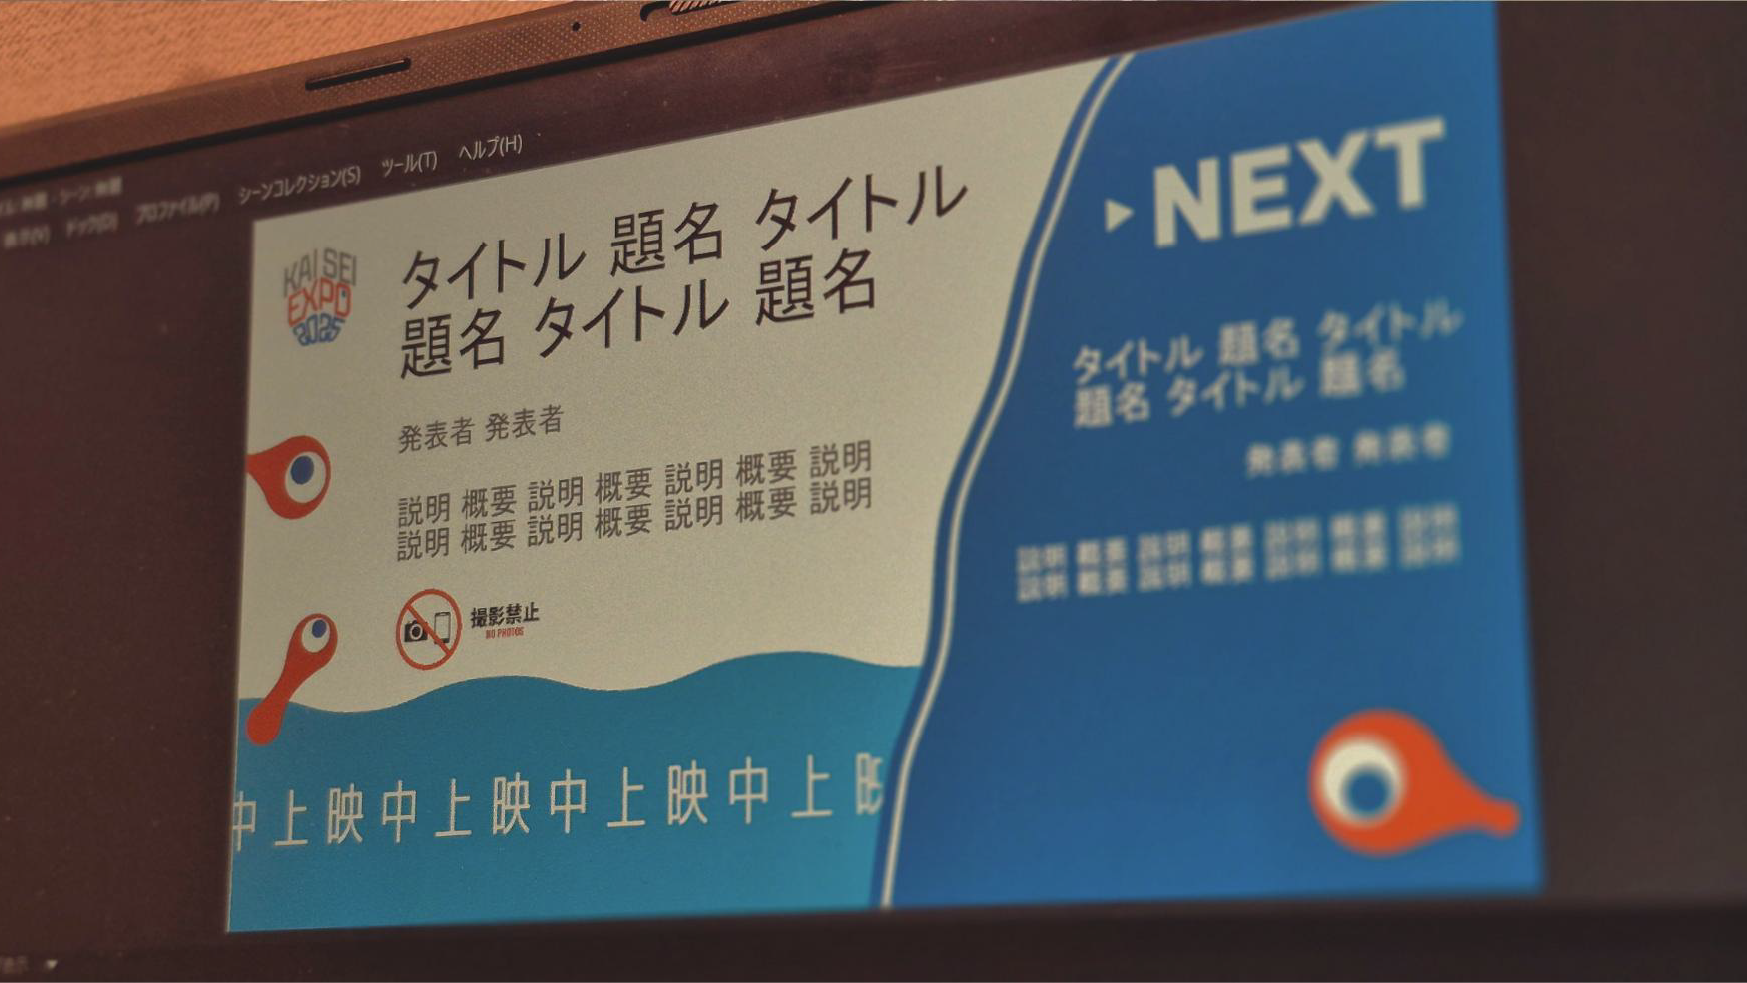 表示(V) ドック(D) プロファイル(P) シーンコレクション(S) ツール(T) ヘルプ(H)
KAISEI
EXPO
2025
タイトル 題名 タイトル
題名 タイトル 題名
発表者 発表者
説明 概要 説明 概要 説明 概要 説明
説明 概要 説明 概要 説明 概要 説明
撮影禁止
NO PHOTOS
中上映中上映中上映中上映
NEXT
タイトル 題名 タイトル
題名 タイトル 題名
発表者 発表者
説明 概要 説明 概要 説明 概要 説明
説明 概要 説明 概要 説明 概要 説明